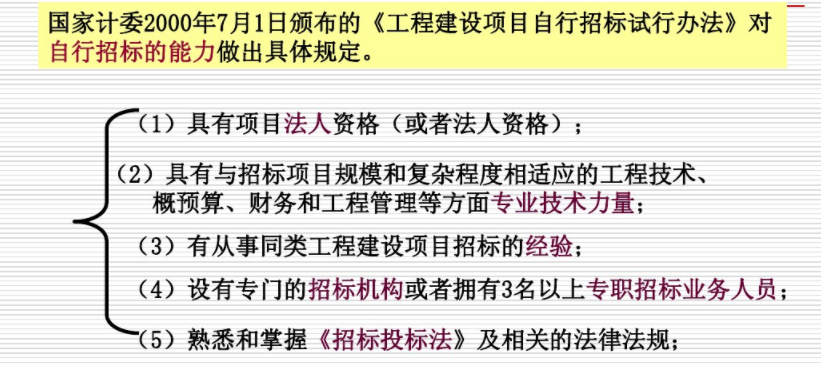 国家计委2000年7月1日颁布的《工程建设项目自行招标试行办法》对
自行招标的能力做出具体规定。
（1）具有项目法人资格（或者法人资格）；
（2）具有与招标项目规模和复杂程度相适应的工程技术、
概预算、财务和工程管理等方面专业技术力量；
（3）有从事同类工程建设项目招标的经验；
（4）设有专门的招标机构或者拥有3名以上专职招标业务人员；
（5）熟悉和掌握《招标投标法》及相关的法律法规；